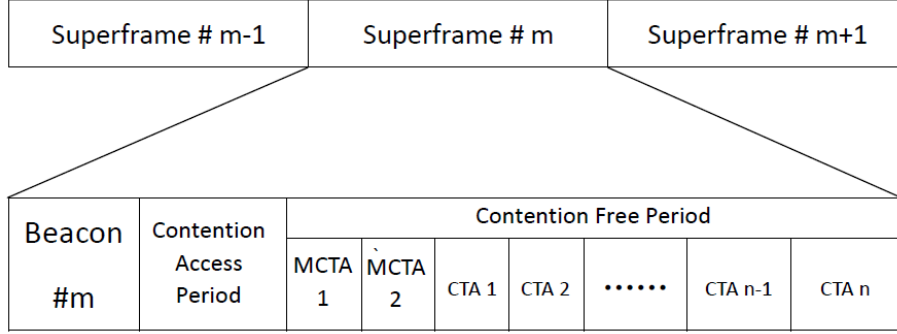 Superframe # m-1
Superframe # m
Superframe # m+1
Beacon
#m
Contention
Access
Period
Contention Free Period
MCTA
1
`
MCTA
2
CTA 1
CTA 2
••••••
CTA n-1
CTA n